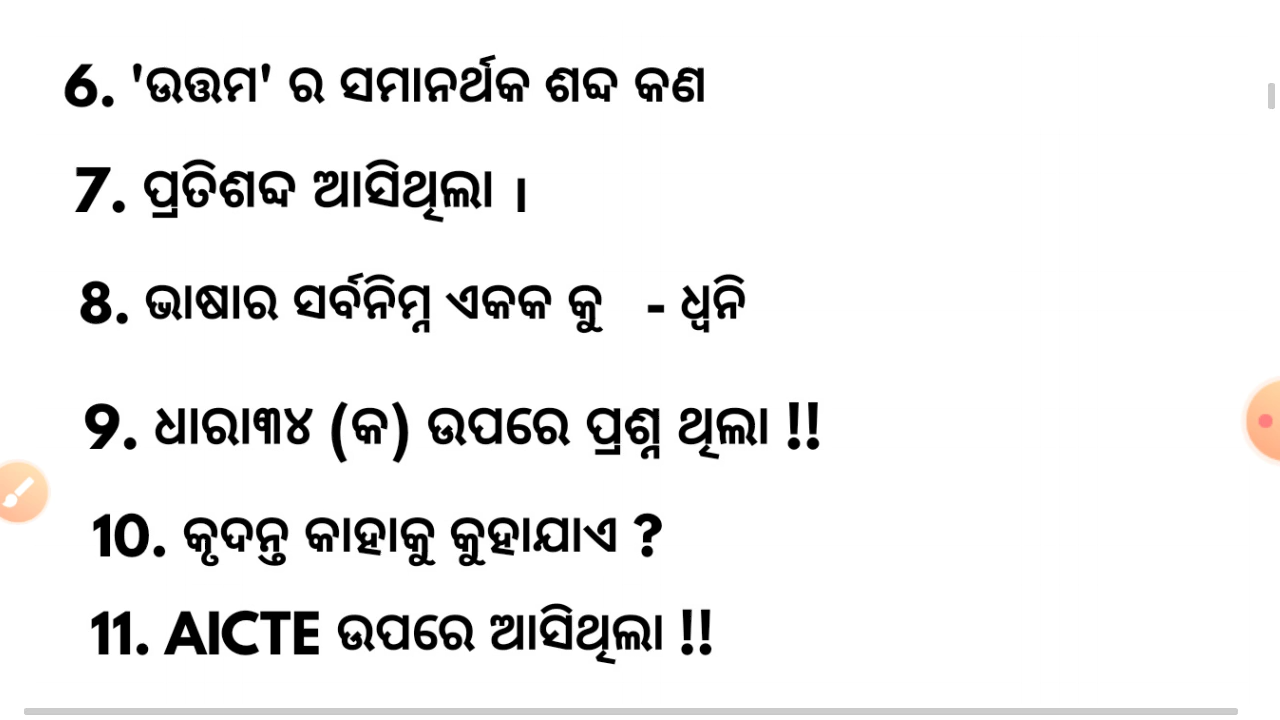 6. 'ଉତ୍ତମ' ର ସମାନର୍ଥକ ଶବ୍ଦ କଣ
7. ପ୍ରତିଶବ୍ଦ ଆସିଥିଲା ।
8. ଭାଷାର ସର୍ବନିମ୍ନ ଏକକ କୁ - ଧ୍ୱନି
9. ଧାରା୩୪ (କ) ଉପରେ ପ୍ରଶ୍ନ ଥିଲା !!
10. କୃଦନ୍ତ କାହାକୁ କୁହାଯାଏ ?
11. AICTE ଉପରେ ଆସିଥିଲା !!